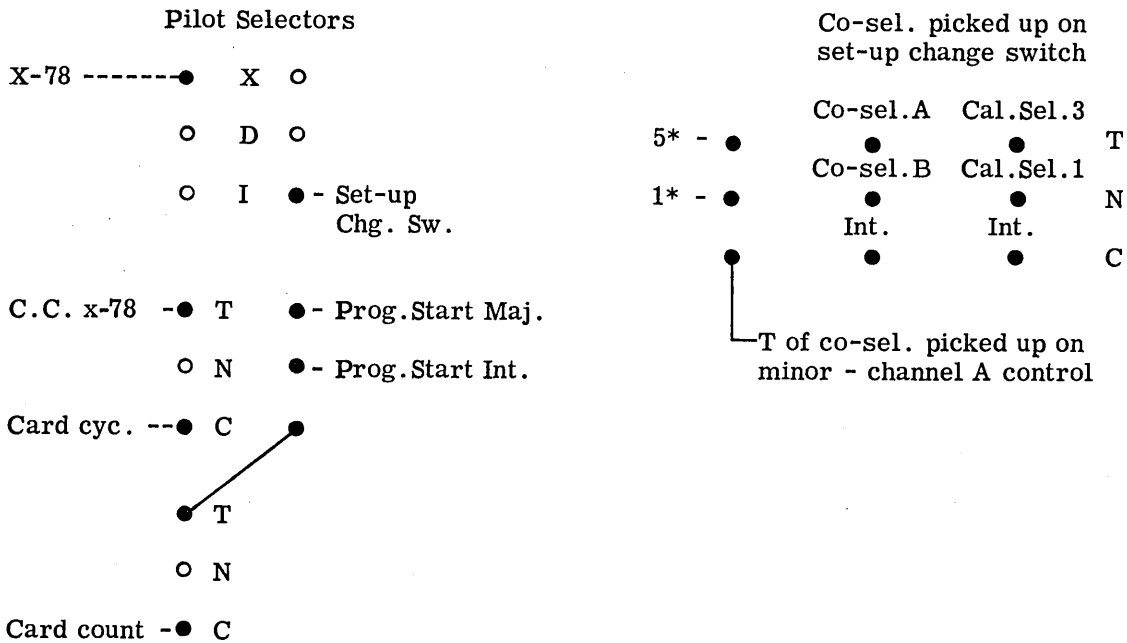 Pilot Selectors
X-78 -------- X
D
I - Set-up
Chg. Sw.
C.C. x-78 - T - Prog.Start Maj.
N - Prog.Start Int.
Card cyc. -- C
T
N
Card count - C
Co-sel. picked up on
set-up change switch
Co-sel.A Cal.Sel.3
5* - T
Co-sel.B Cal.Sel.1
1* - N
Int. Int.
C
T of co-sel. picked up on
minor - channel A control